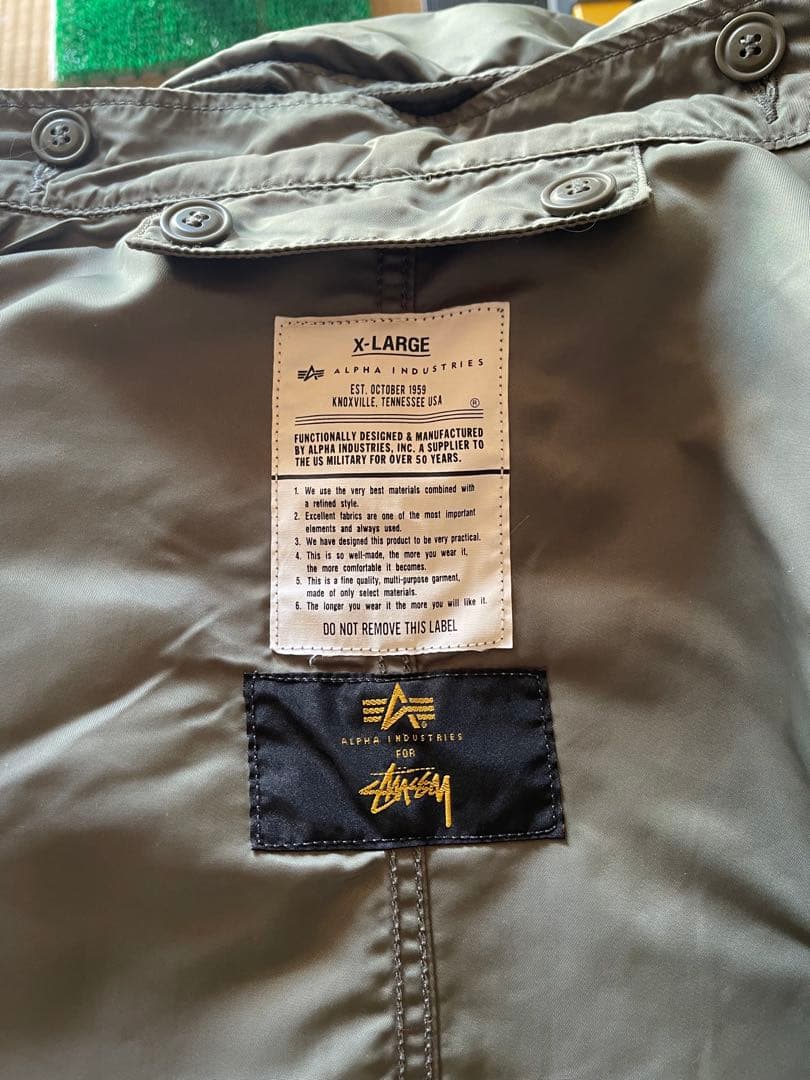 X-LARGE
ALPHA INDUSTRIES
EST. OCTOBER 1959
KNOXVILLE, TENNESSEE USA ®
FUNCTIONALLY DESIGNED & MANUFACTURED
BY ALPHA INDUSTRIES, INC. A SUPPLIER TO
THE US MILITARY FOR OVER 50 YEARS.
1. We use the very best materials combined with
a refined style.
2. Excellent fabrics are one of the most important
elements and always used.
3. We have designed this product to be very practical.
4. This is so well-made, the more you wear it,
the more comfortable it becomes.
5. This is a fine quality, multi-purpose garment,
made of only select materials.
6. The longer you wear it the more you will like it.
DO NOT REMOVE THIS LABEL
ALPHA INDUSTRIES
FOR
STÜSSY